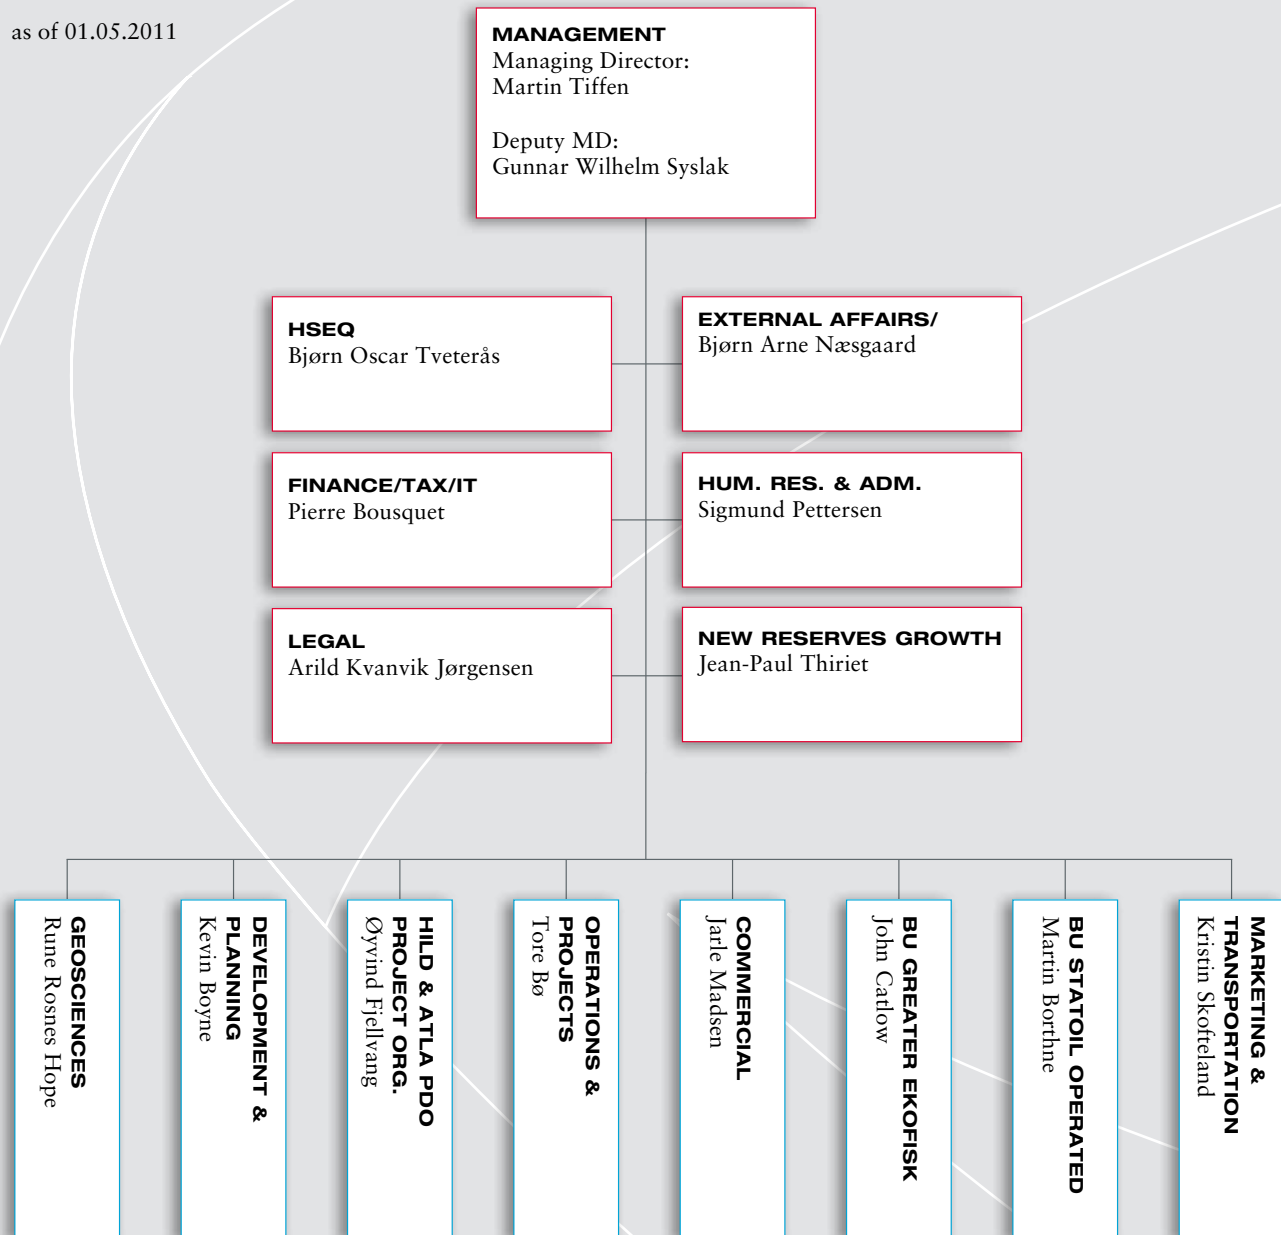 as of 01.05.2011
MANAGEMENT
Managing Director:
Martin Tiffen
Deputy MD:
Gunnar Wilhelm Syslak
HSEQ
Bjørn Oscar Tveterås
EXTERNAL AFFAIRS/
Bjørn Arne Næsgaard
FINANCE/TAX/IT
Pierre Bousquet
HUM. RES. & ADM.
Sigmund Pettersen
LEGAL
Arild Kvanvik Jørgensen
NEW RESERVES GROWTH
Jean-Paul Thiriet
GEOSCIENCES
Rune Rosnes Hope
DEVELOPMENT &
PLANNING
Kevin Boyne
HILD & ATLA PDO
PROJECT ORG.
Øyvind Fjellvang
OPERATIONS &
PROJECTS
Tore Bø
COMMERCIAL
Jarle Madsen
BU GREATER EKOFISK
John Catlow
BU STATOIL OPERATED
Martin Borthne
MARKETING &
TRANSPORTATION
Kristin Skofteland